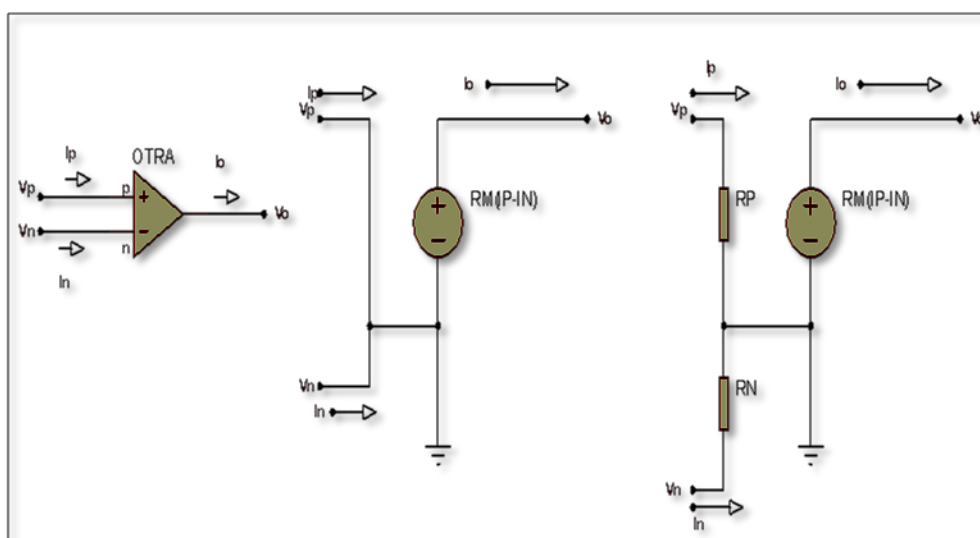 OTRA
Ip
Vp
p
+
Io
Vo
Vn
-
n
In
Ip
Vp
Io
Vo
+
-
RM(IP-IN)
Vn
In
Ip
Vp
Io
RP
+
-
RM(IP-IN)
RN
Vn
In